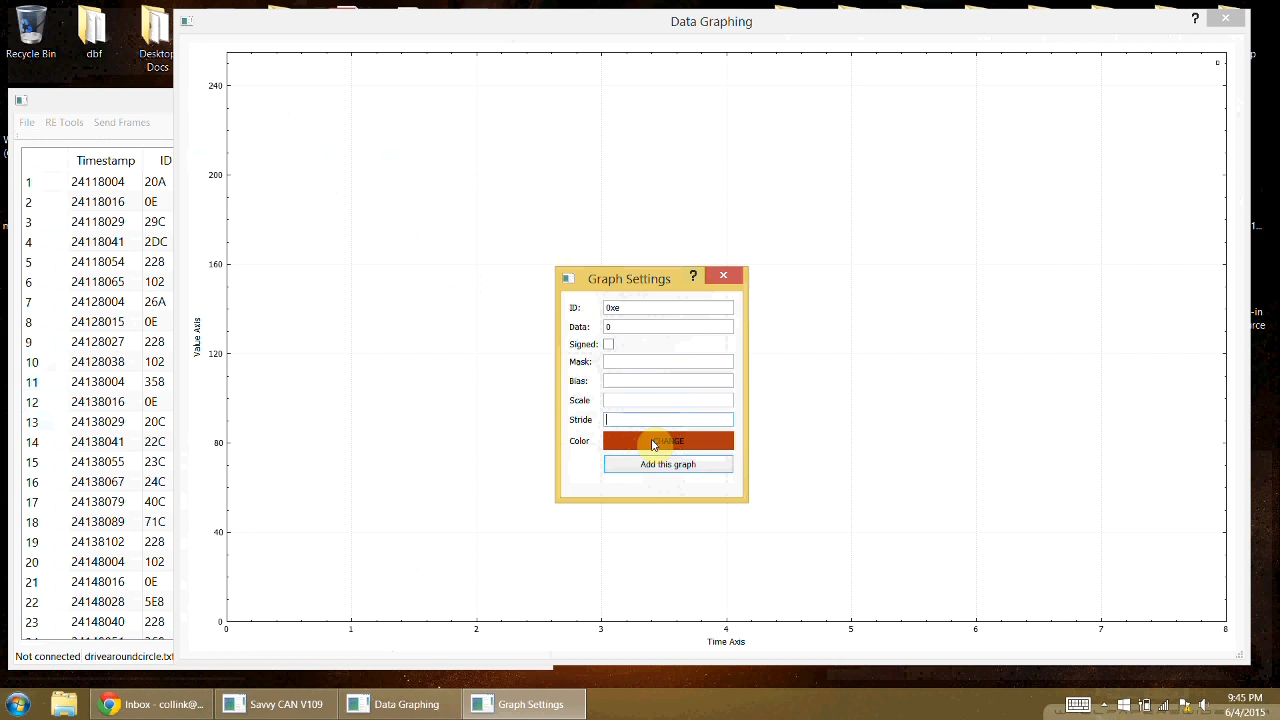 Data Graphing
?
Recycle Bin
dbf
Desktop
Docs
File RE Tools Send Frames
Timestamp ID
1 24118004 20A
2 24118016 0E
3 24118029 29C
4 24118041 2DC
5 24118054 228
6 24118065 102
7 24128004 26A
8 24128015 0E
9 24128027 228
10 24128038 102
11 24138004 358
12 24138016 0E
13 24138029 20C
14 24138041 22C
15 24138055 23C
16 24138067 24C
17 24138079 40C
18 24138089 71C
19 24138102 228
20 24148004 102
21 24148016 0E
22 24148028 5E8
23 24148040 228
Not connected drivearoundcircle.txt
240
200
160
120
80
40
0
Value Axis
0 1 2 3 4 5 6 7 8
Time Axis
Graph Settings ?
ID: 0xe
Data: 0
Signed:
Mask:
Bias:
Scale
Stride
Color CHANGE
Add this graph
Inbox - collink@...
Savvy CAN V109
Data Graphing
Graph Settings
9:45 PM
6/4/2015